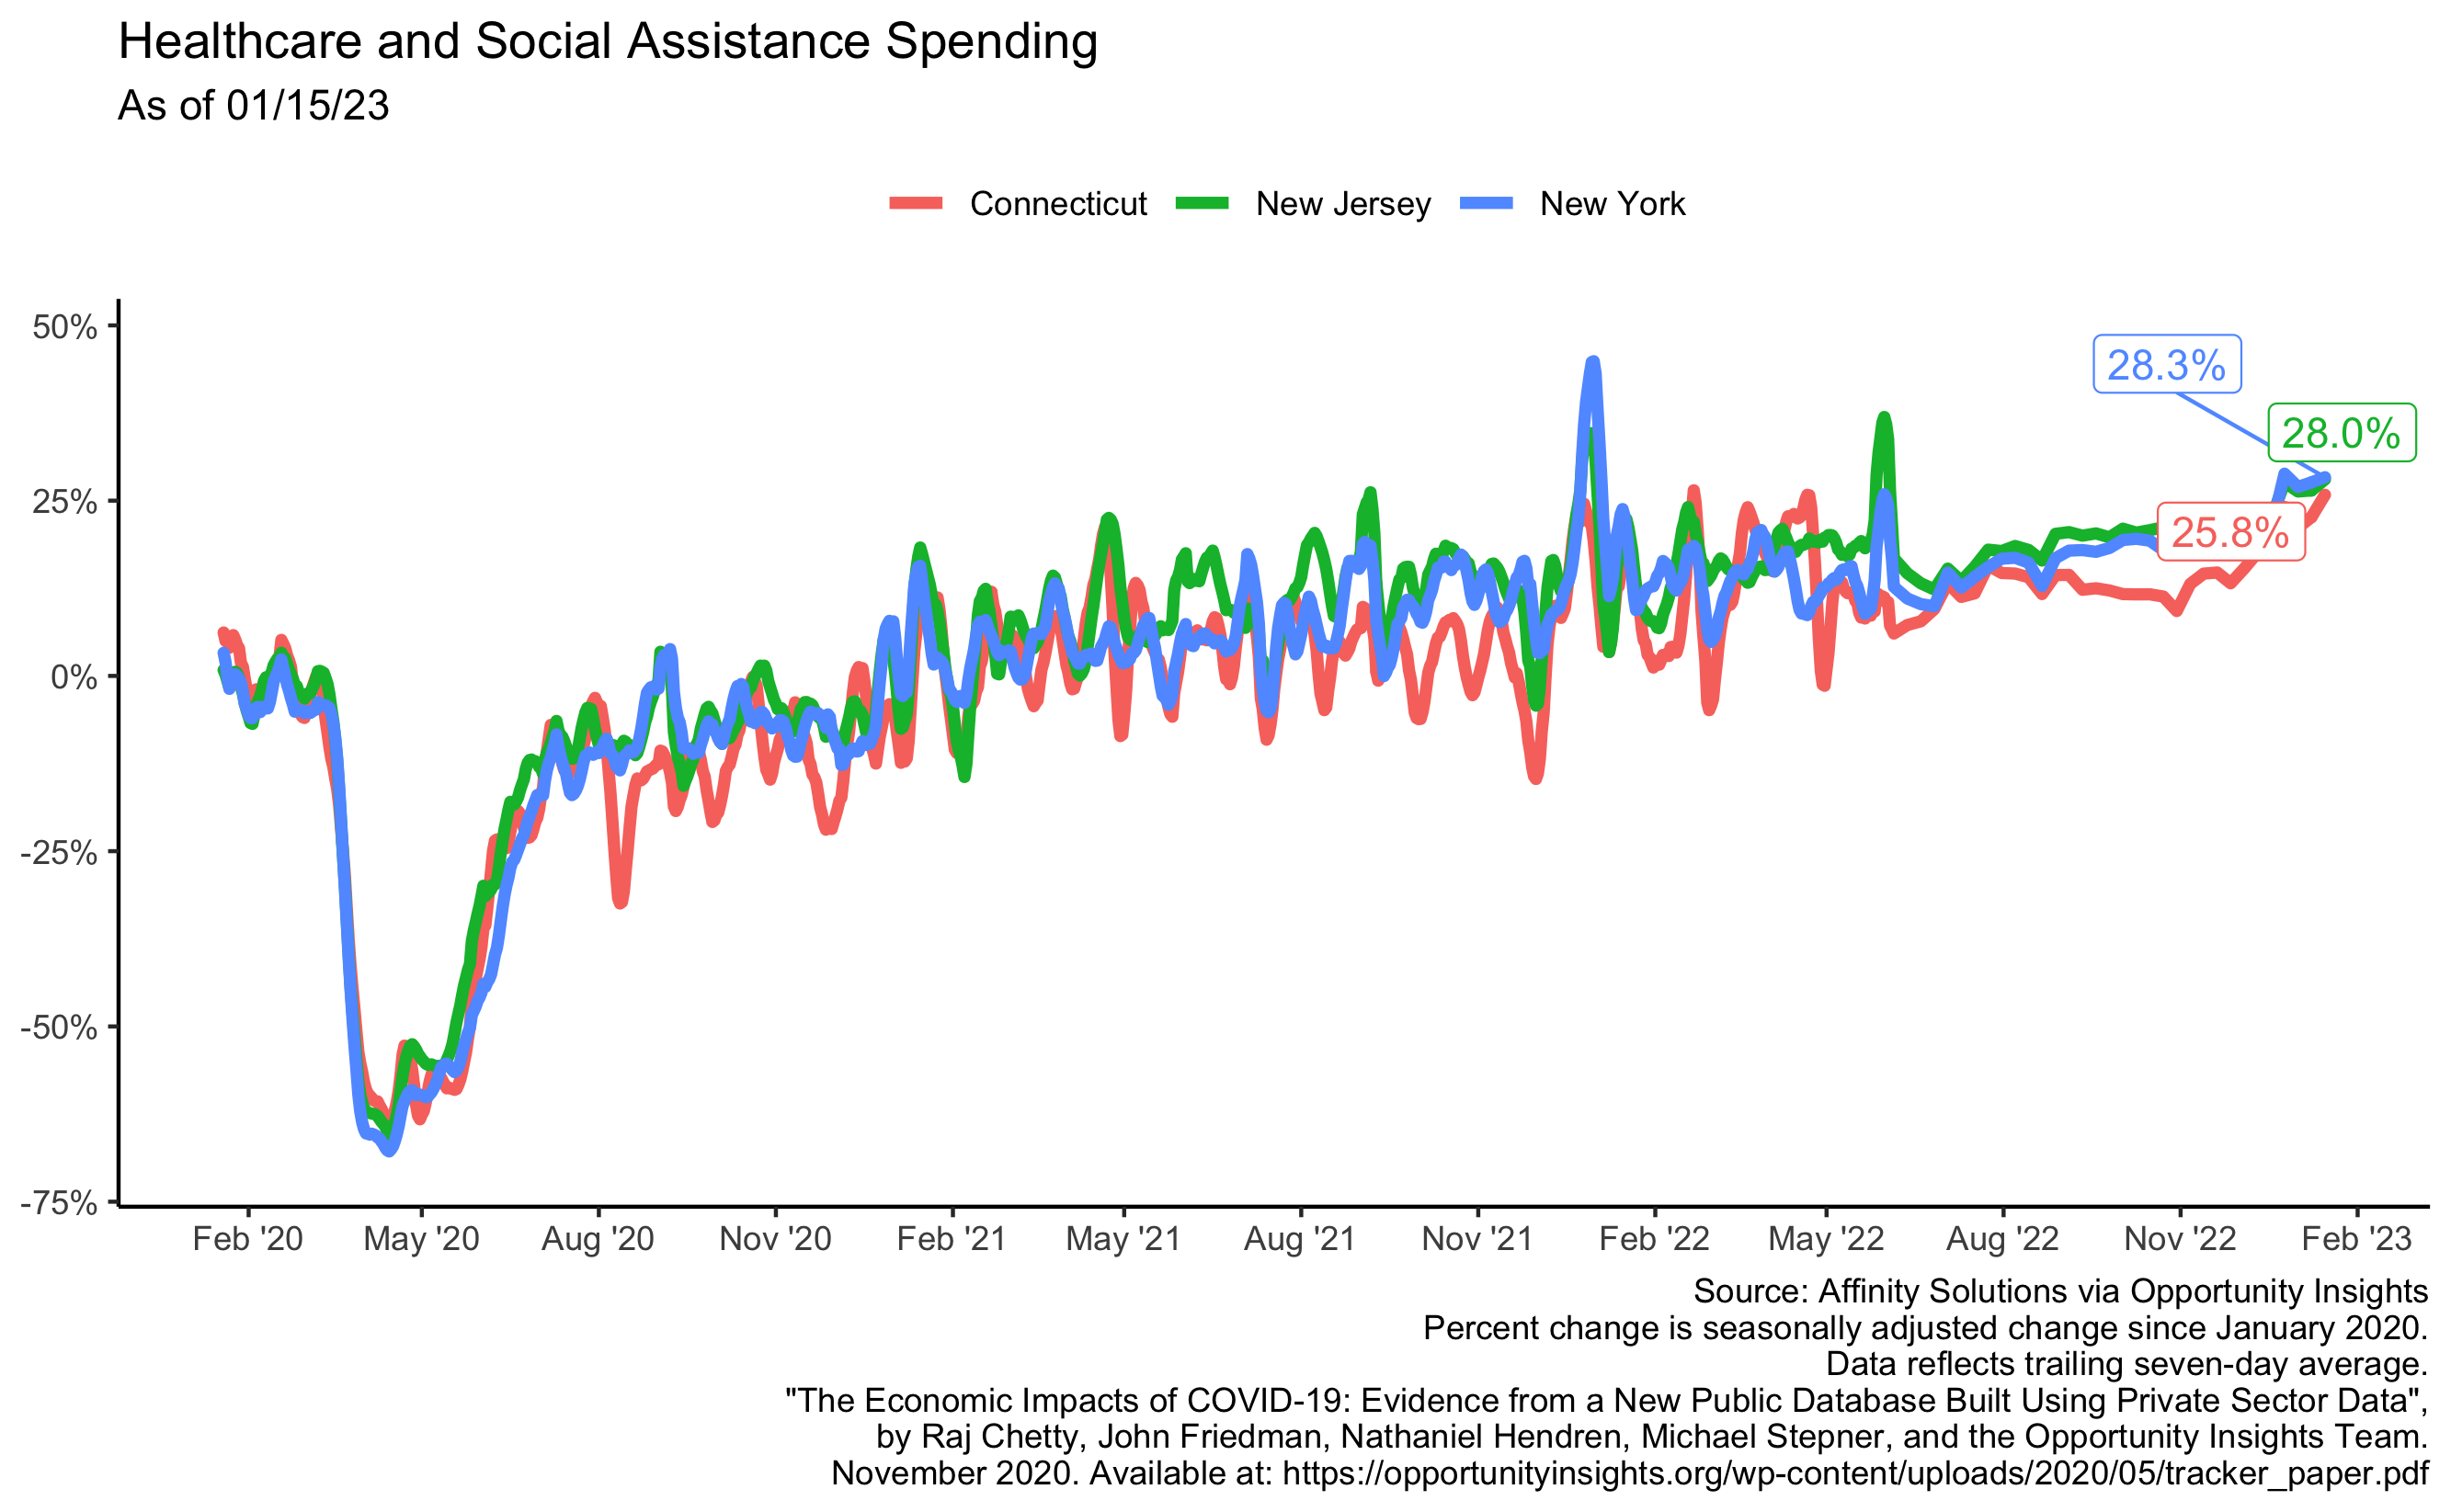 Healthcare and Social Assistance Spending
As of 01/15/23
Connecticut New Jersey New York
50%
25%
0%
-25%
-50%
-75%
28.3%
28.0%
25.8%
Feb '20 May '20 Aug '20 Nov '20 Feb '21 May '21 Aug '21 Nov '21 Feb '22 May '22 Aug '22 Nov '22 Feb '23
Source: Affinity Solutions via Opportunity Insights
Percent change is seasonally adjusted change since January 2020.
Data reflects trailing seven-day average.
"The Economic Impacts of COVID-19: Evidence from a New Public Database Built Using Private Sector Data",
by Raj Chetty, John Friedman, Nathaniel Hendren, Michael Stepner, and the Opportunity Insights Team.
November 2020. Available at: https://opportunityinsights.org/wp-content/uploads/2020/05/tracker_paper.pdf